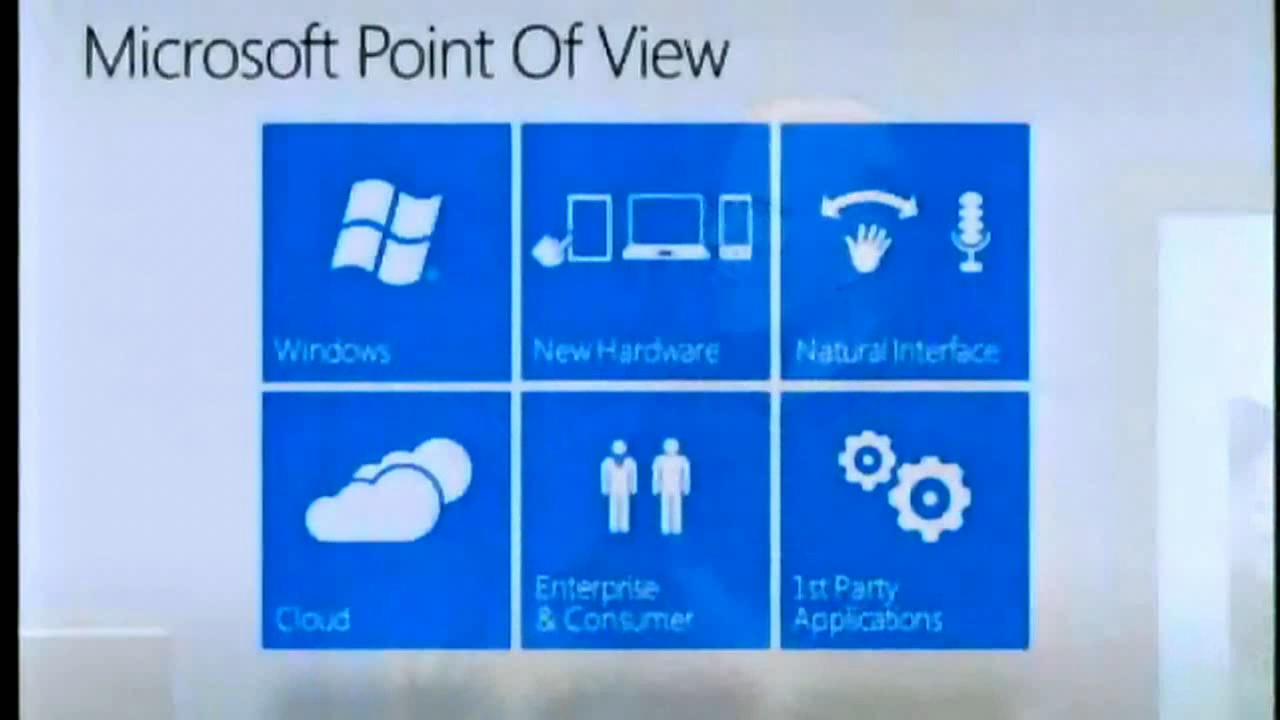 Microsoft Point Of View
Windows
New Hardware
Natural Interface
Cloud
Enterprise
& Consumer
1st Party
Applications